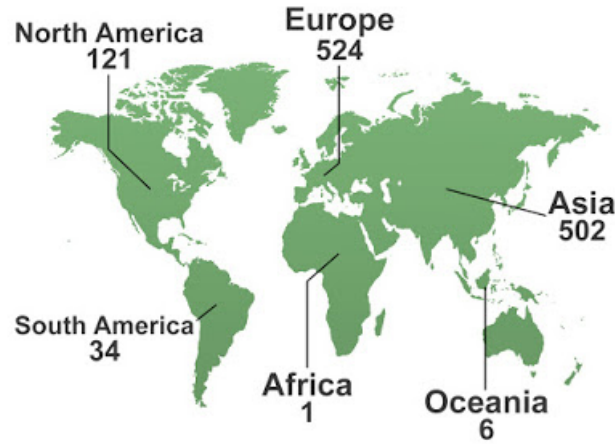 North America
121
Europe
524
Asia
502
South America
34
Africa
1
Oceania
6